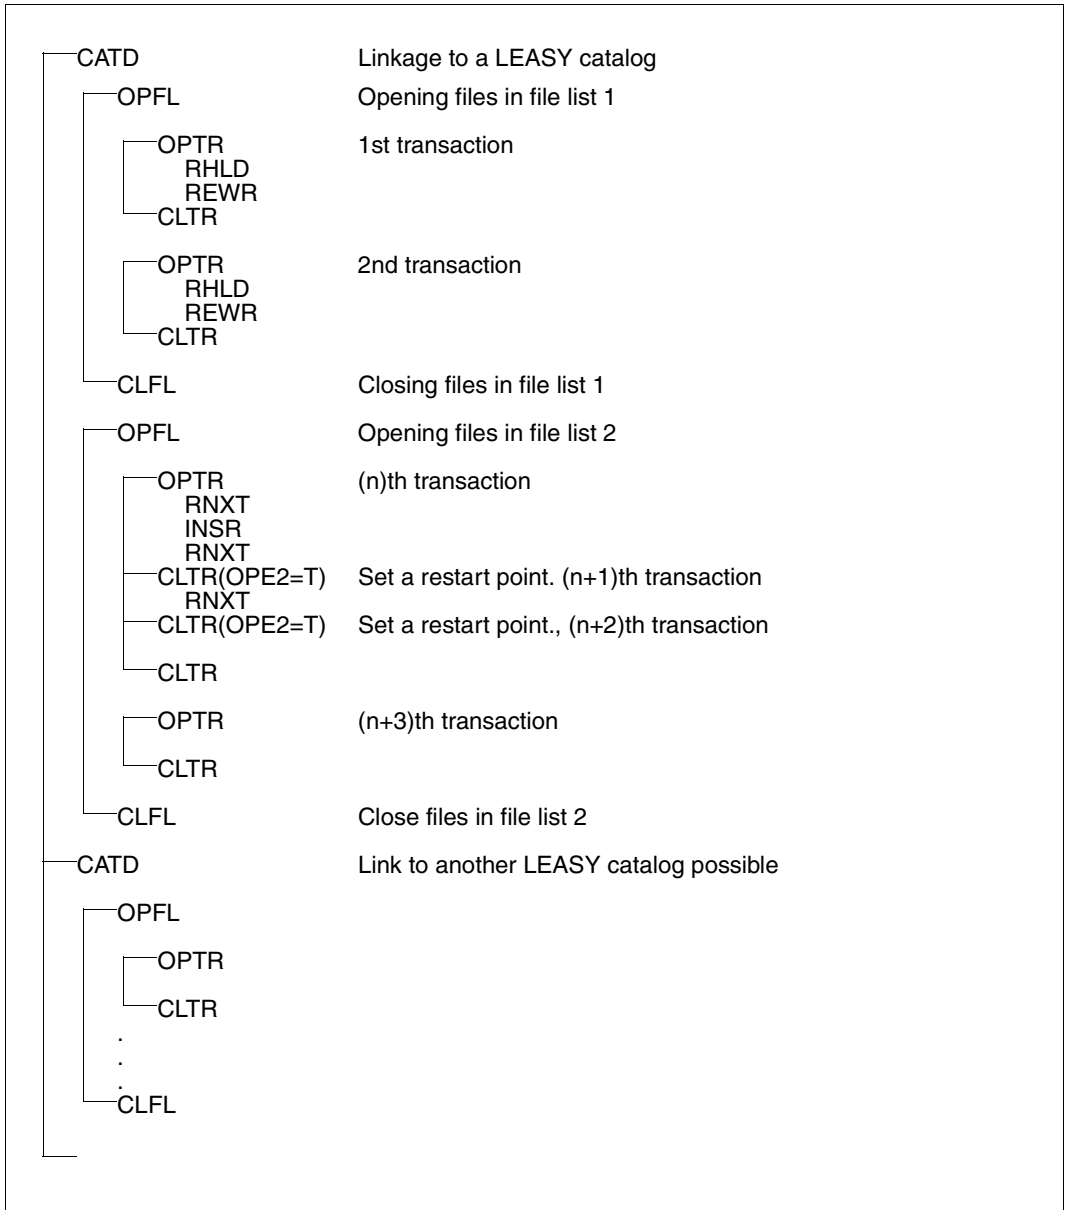 CATD Linkage to a LEASY catalog
OPFL Opening files in file list 1
OPTR 1st transaction
RHLD
REWR
CLTR
OPTR 2nd transaction
RHLD
REWR
CLTR
CLFL Closing files in file list 1
OPFL Opening files in file list 2
OPTR (n)th transaction
RNXT
INSR
RNXT
CLTR(OPE2=T) Set a restart point. (n+1)th transaction
RNXT
CLTR(OPE2=T) Set a restart point., (n+2)th transaction
CLTR
OPTR (n+3)th transaction
CLTR
CLFL Close files in file list 2
CATD Link to another LEASY catalog possible
OPFL
OPTR
CLTR
.
.
.
CLFL